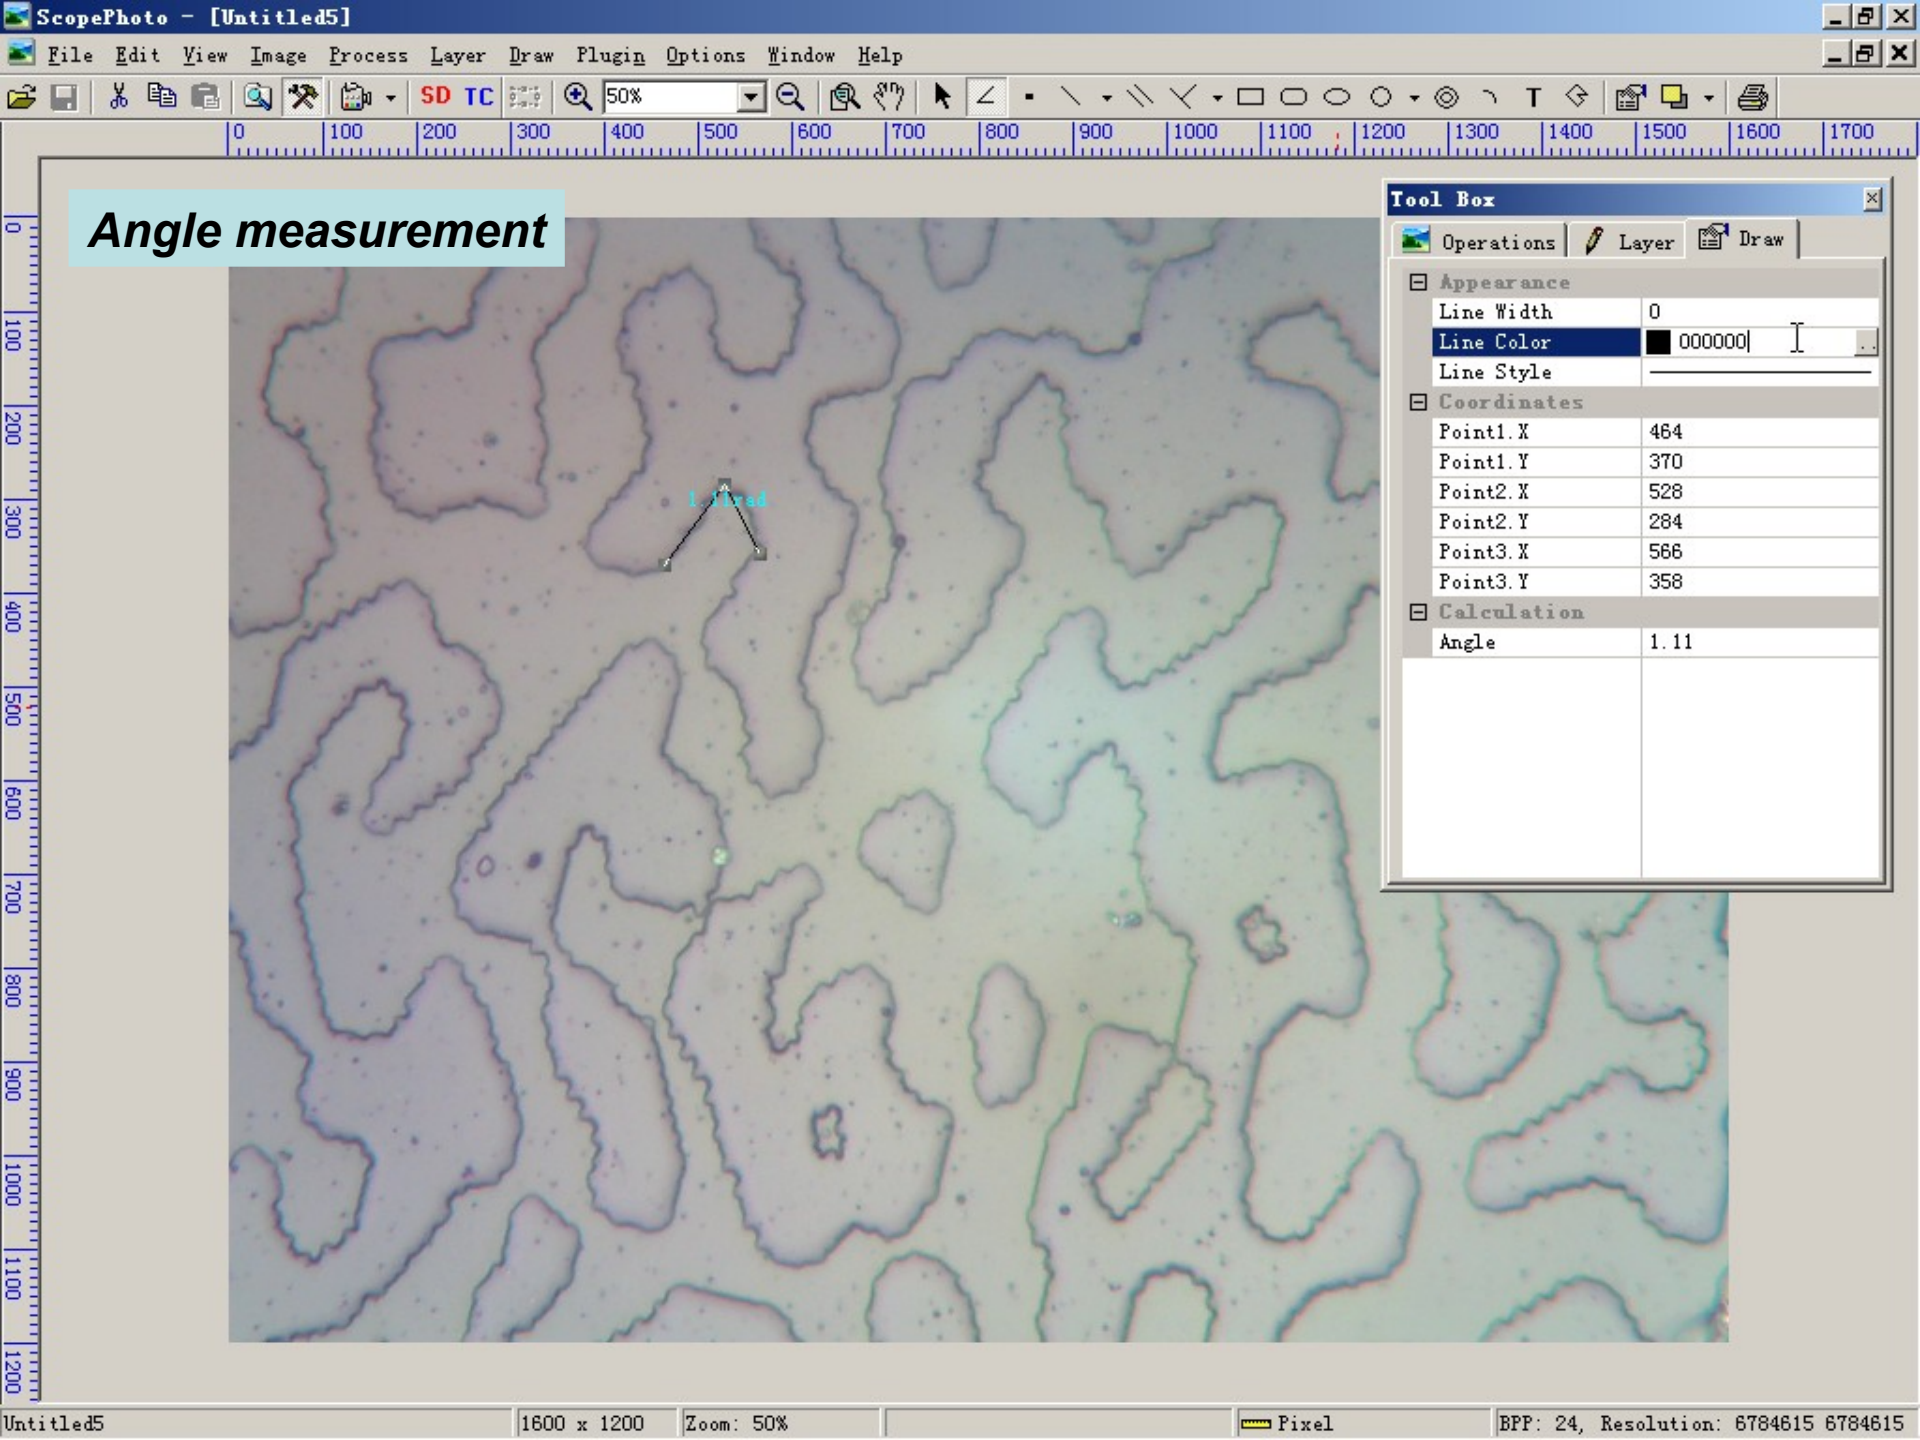 ScopePhoto - [Untitled5]
File Edit View Image Process Layer Draw Plugin Options Window Help
SD TC 50% T
0 100 200 300 400 500 600 700 800 900 1000 1100 1200 1300 1400 1500 1600 1700
0
100
200
300
400
500
600
700
800
900
1000
1100
1200
Angle measurement
1.11rad
Tool Box
Operations Layer Draw
Appearance
Line Width 0
Line Color 000000
Line Style
Coordinates
Point1.X 464
Point1.Y 370
Point2.X 528
Point2.Y 284
Point3.X 566
Point3.Y 358
Calculation
Angle 1.11
Untitled5 1600 x 1200 Zoom: 50% Pixel BPP: 24, Resolution: 6784615 6784615